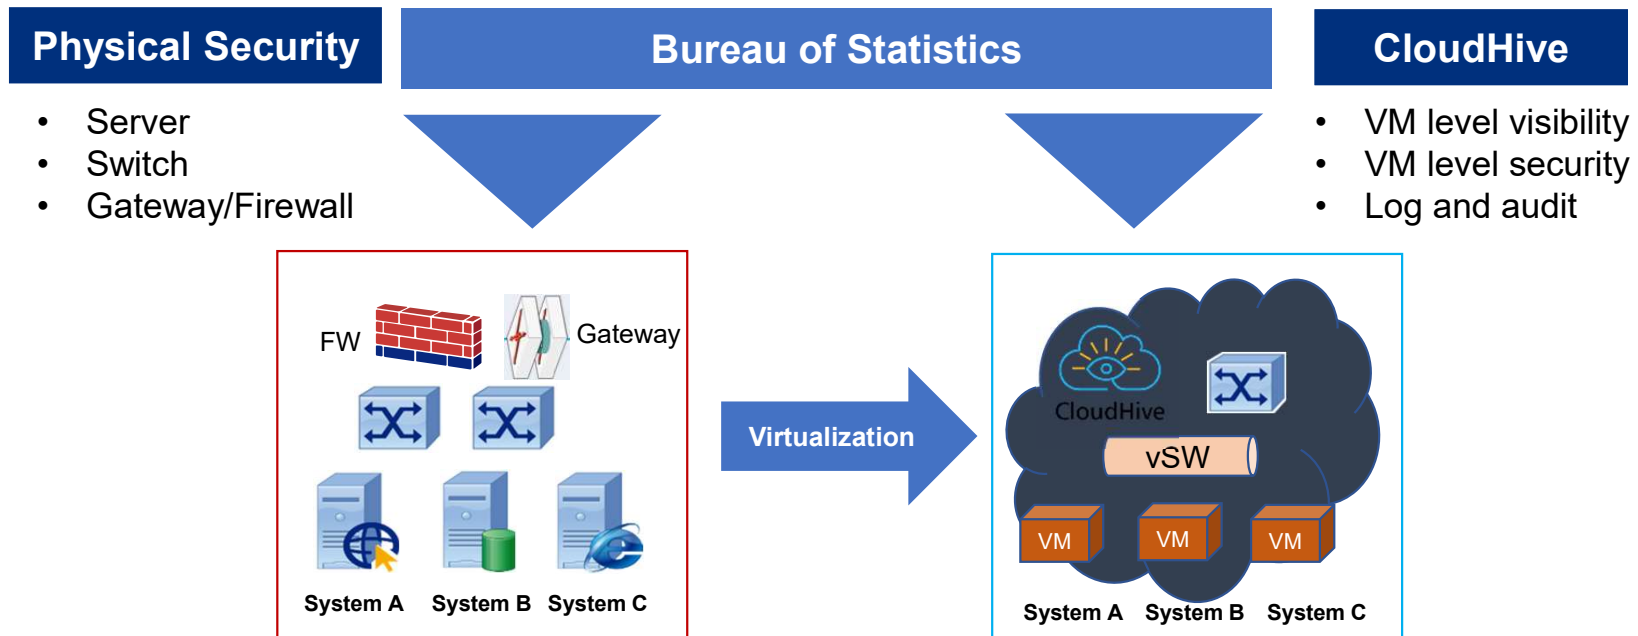 Physical Security
Bureau of Statistics
CloudHive
• Server
• Switch
• Gateway/Firewall
• VM level visibility
• VM level security
• Log and audit
FW
Gateway
System A
System B
System C
Virtualization
CloudHive
vSW
VM
VM
VM
System A
System B
System C